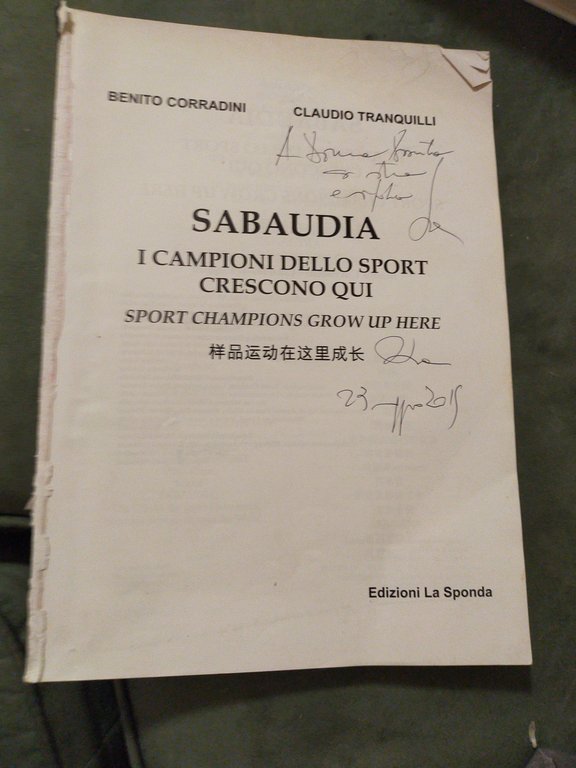 BENITO CORRADINI
CLAUDIO TRANQUILLI
A
SABAUDIA
I CAMPIONI DELLO SPORT
CRESCONO QUI
SPORT CHAMPIONS GROW UP HERE
样品运动在这里成长
23
Edizioni La Sponda